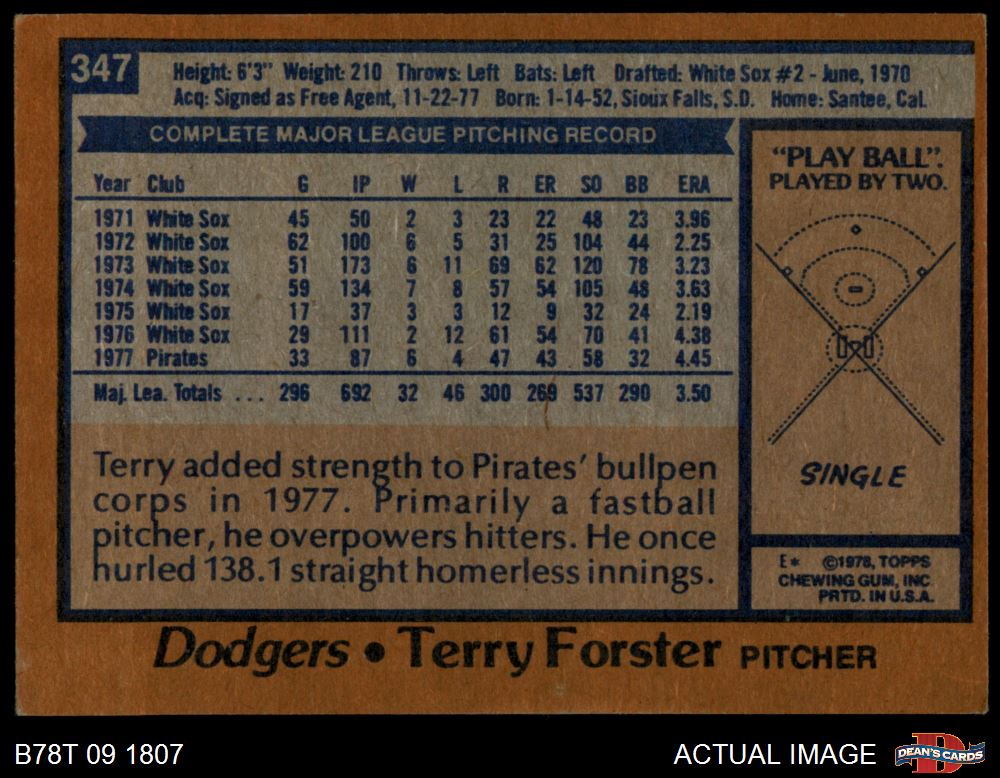 347
Height: 6'3" Weight: 210 Throws: Left Bats: Left Drafted: White Sox #2 - June, 1970
Acq: Signed as Free Agent, 11-22-77 Born: 1-14-52, Sioux Falls, S.D. Home: Santee, Cal.
COMPLETE MAJOR LEAGUE PITCHING RECORD
Year Club G IP W L R ER SO BB ERA
1971 White Sox 45 50 2 3 23 22 48 23 3.96
1972 White Sox 62 100 6 5 31 25 104 44 2.25
1973 White Sox 51 173 6 11 69 62 120 78 3.23
1974 White Sox 59 134 7 8 57 54 105 48 3.63
1975 White Sox 17 37 3 3 12 9 32 24 2.19
1976 White Sox 29 111 2 12 61 54 70 41 4.38
1977 Pirates 33 87 6 4 47 43 58 32 4.45
Maj. Lea. Totals ... 296 692 32 46 300 269 537 290 3.50
Terry added strength to Pirates' bullpen
corps in 1977. Primarily a fastball
pitcher, he overpowers hitters. He once
hurled 138.1 straight homerless innings.
"PLAY BALL".
PLAYED BY TWO.
SINGLE
E* ©1978, TOPPS
CHEWING GUM, INC.
PRTD. IN U.S.A.
Dodgers • Terry Forster PITCHER
B78T 09 1807
ACTUAL IMAGE
DEAN'S CARDS